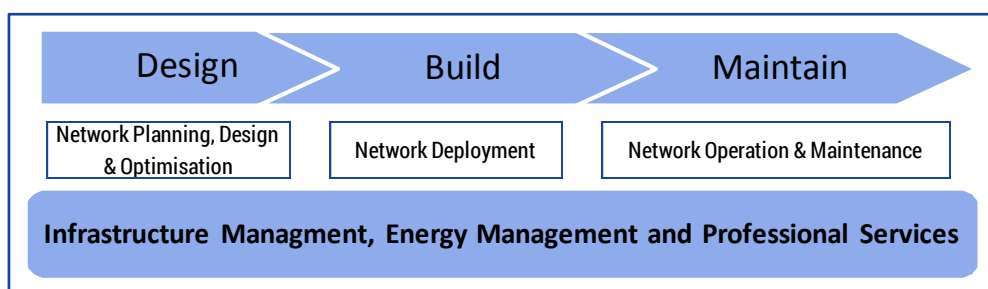 Design
Build
Maintain
Network Planning, Design
& Optimisation
Network Deployment
Network Operation & Maintenance
Infrastructure Managment, Energy Management and Professional Services